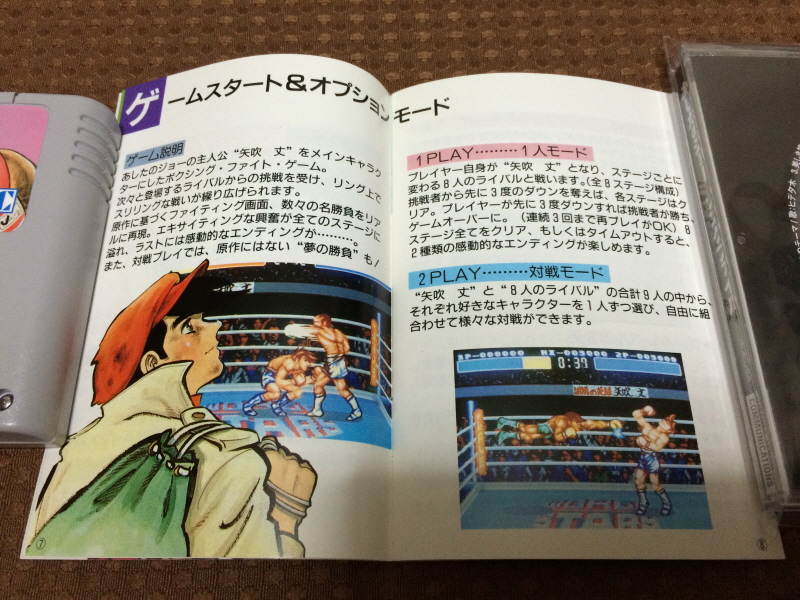 ゲームスタート&オプションモード
ゲーム説明
あしたのジョーの主人公“矢吹 丈”をメインキャラク
ターにしたボクシング・ファイト・ゲーム。
次々と登場するライバルからの挑戦を受け、リング上で
スリリングな戦いが繰り広げられます。
原作に基づくファイティング画面、数々の名勝負をリア
ルに再現。エキサイティングな興奮が全てのステージに
溢れ、ラストには感動的なエンディングが………。
また、対戦プレイでは、原作にはない“夢の勝負”も!
矢吹 丈
STARS
⑦
1PLAY………1人モード
プレイヤー自身が“矢吹 丈”となり、ステージごとに
変わる8人のライバルと戦います。(全8ステージ構成)
挑戦者から先に3度のダウンを奪えば、各ステージはク
リア。プレイヤーが先に3度ダウンすれば挑戦者が勝ち、
ゲームオーバーに。(連続3回まで再プレイがOK)8
ステージ全てをクリア、もしくはタイムアウトすると、
2種類の感動的なエンディングが楽しめます。
2PLAY………対戦モード
“矢吹 丈”と“8人のライバル”の合計9人の中から、
それぞれ好きなキャラクターを1人ずつ選び、自由に組
合わせて様々な対戦ができます。
1P-000000 HI-003000 2P-003000
0:37
矢吹 丈
STARS
⑧
COMMUNICATIONS